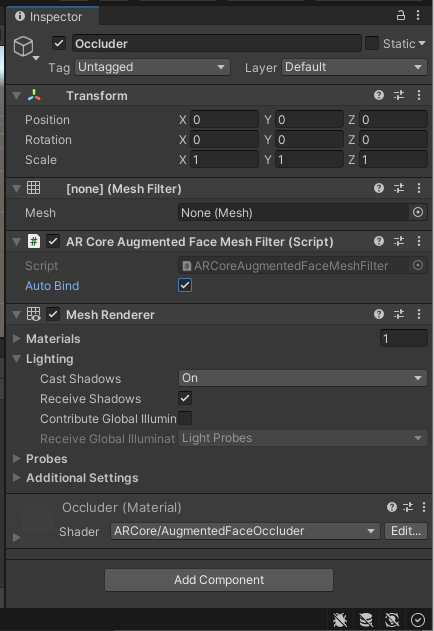 Inspector
Occluder
Static
Tag Untagged Layer Default
Transform
Position X 0 Y 0 Z 0
Rotation X 0 Y 0 Z 0
Scale X 1 Y 1 Z 1
[none] (Mesh Filter)
Mesh None (Mesh)
AR Core Augmented Face Mesh Filter (Script)
Script ARCoreAugmentedFaceMeshFilter
Auto Bind
Mesh Renderer
Materials 1
Lighting
Cast Shadows On
Receive Shadows
Contribute Global Illumin
Receive Global Illuminat Light Probes
Probes
Additional Settings
Occluder (Material)
Shader ARCore/AugmentedFaceOccluder Edit...
Add Component